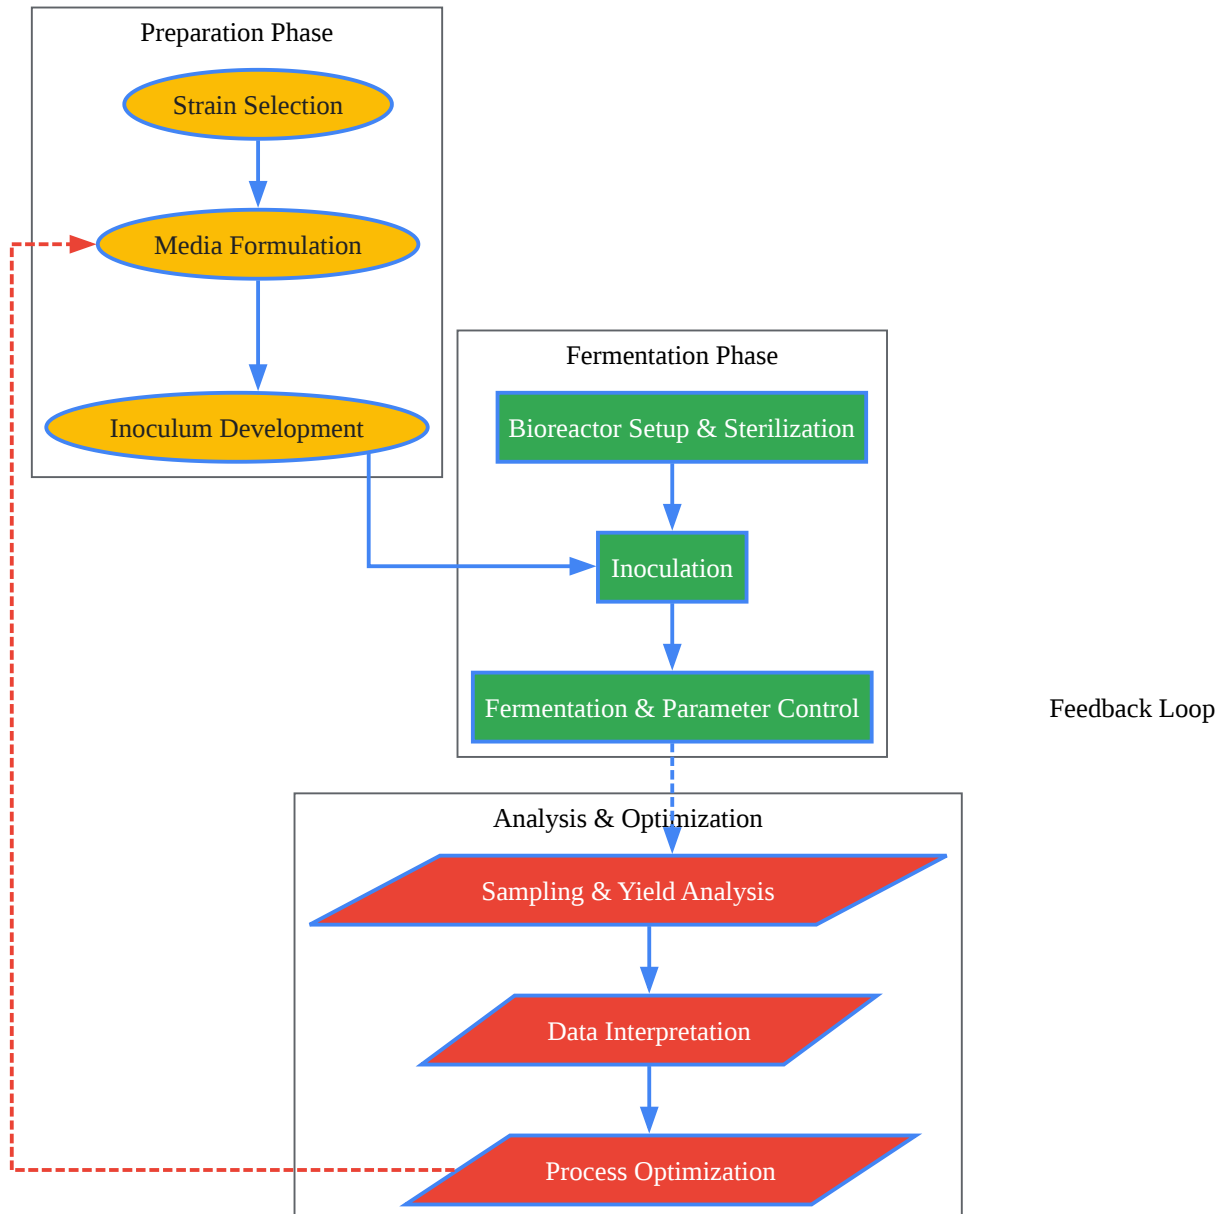 Preparation Phase
Strain Selection
Media Formulation
Inoculum Development
Fermentation Phase
Bioreactor Setup & Sterilization
Inoculation
Fermentation & Parameter Control
Feedback Loop
Analysis & Optimization
Sampling & Yield Analysis
Data Interpretation
Process Optimization